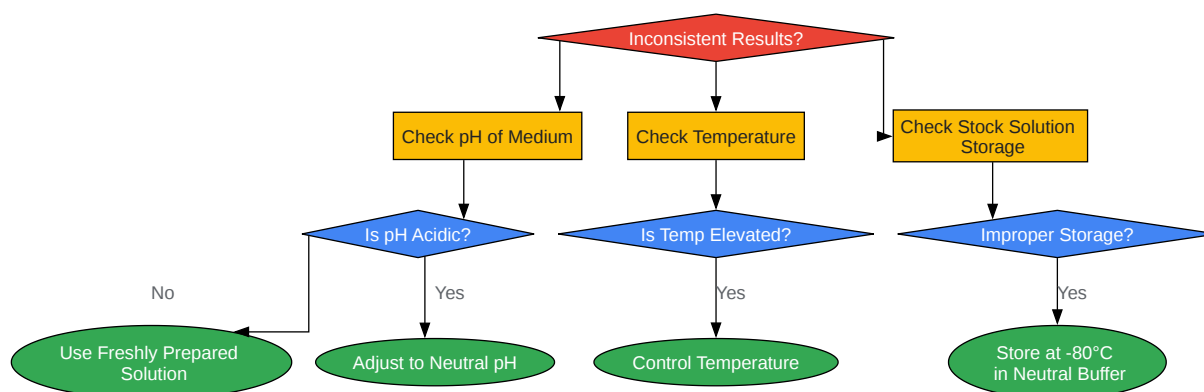 Inconsistent Results?
Check pH of Medium
Check Temperature
Check Stock Solution
Storage
Is pH Acidic?
Is Temp Elevated?
Improper Storage?
No
Yes
Yes
Yes
Use Freshly Prepared
Solution
Adjust to Neutral pH
Control Temperature
Store at -80°C
in Neutral Buffer